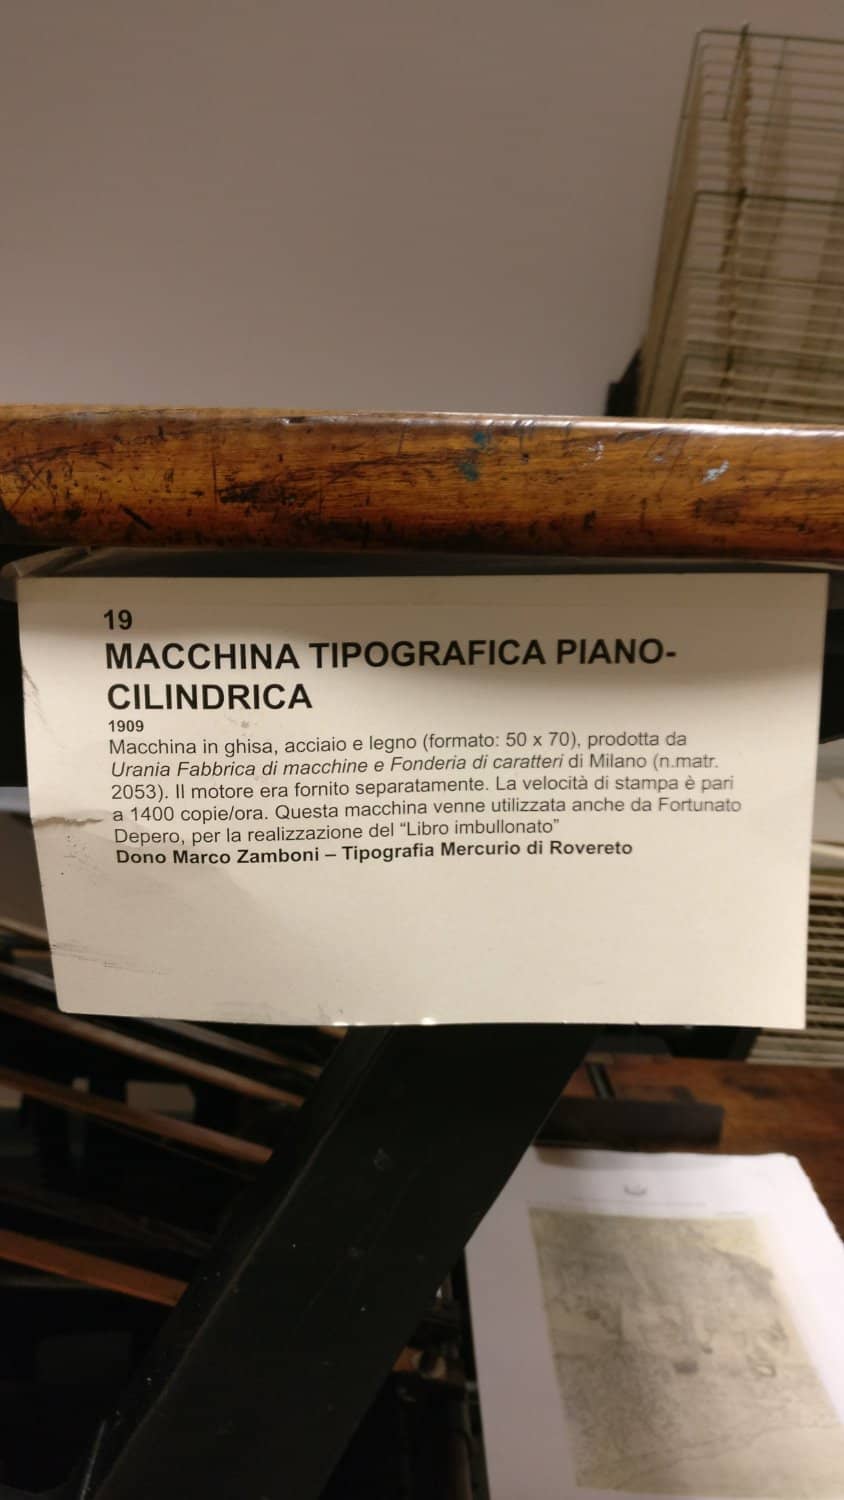 19
MACCHINA TIPOGRAFICA PIANO-
CILINDRICA
1909
Macchina in ghisa, acciaio e legno (formato: 50 x 70), prodotta da
Urania Fabbrica di macchine e Fonderia di caratteri di Milano (n.matr.
2053). Il motore era fornito separatamente. La velocità di stampa è pari
a 1400 copie/ora. Questa macchina venne utilizzata anche da Fortunato
Depero, per la realizzazione del “Libro imbullonato”
Dono Marco Zamboni – Tipografia Mercurio di Rovereto